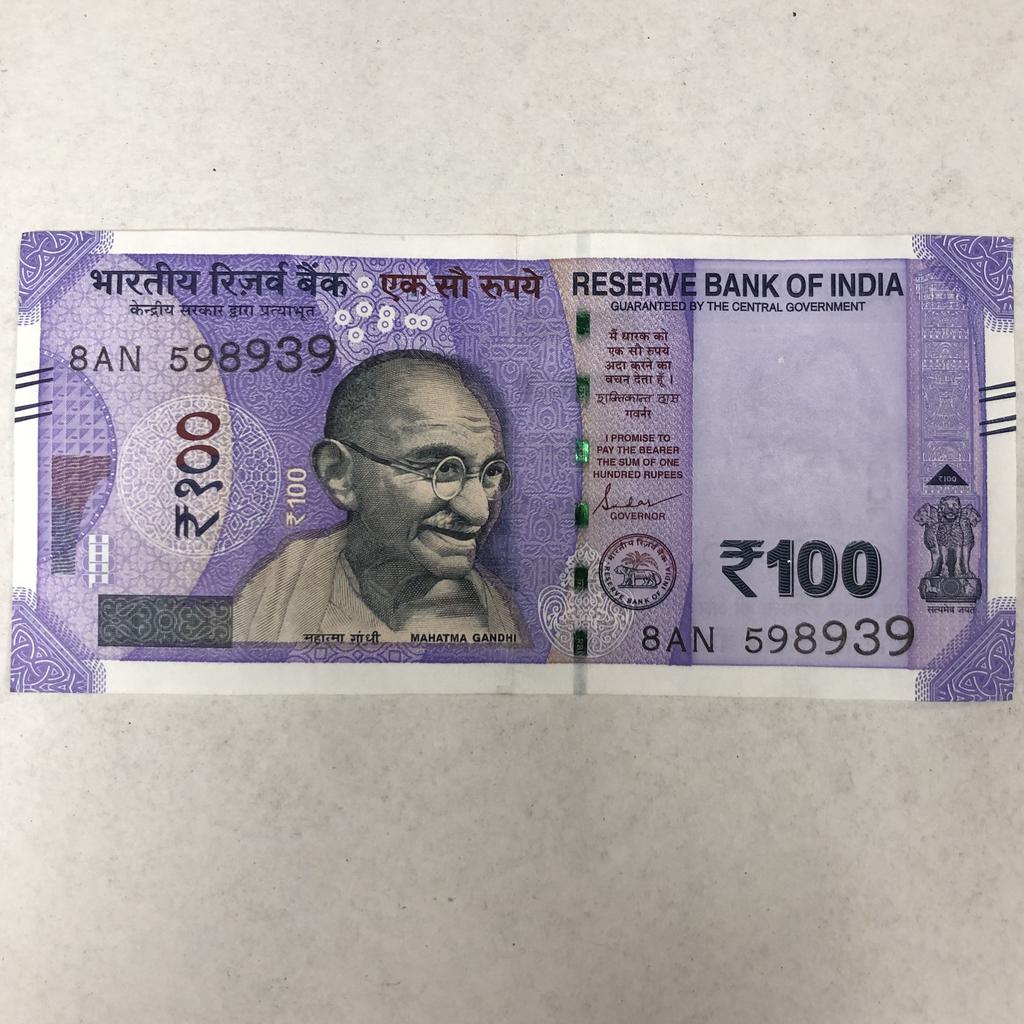 भारतीय रिज़र्व बैंक
केन्द्रीय सरकार द्वारा प्रत्याभूत
एक सौ रुपये
8AN 598939
₹१००
₹100
महात्मा गांधी
MAHATMA GANDHI
RESERVE BANK OF INDIA
GUARANTEED BY THE CENTRAL GOVERNMENT
मैं धारक को
एक सौ रुपये
अदा करने का
वचन देता हूँ।
शक्तिकान्त दास
गवर्नर
I PROMISE TO
PAY THE BEARER
THE SUM OF ONE
HUNDRED RUPEES
GOVERNOR
भारतीय रिज़र्व बैंक
RESERVE BANK OF INDIA
₹100
₹100
सत्यमेव जयते
8AN 598939